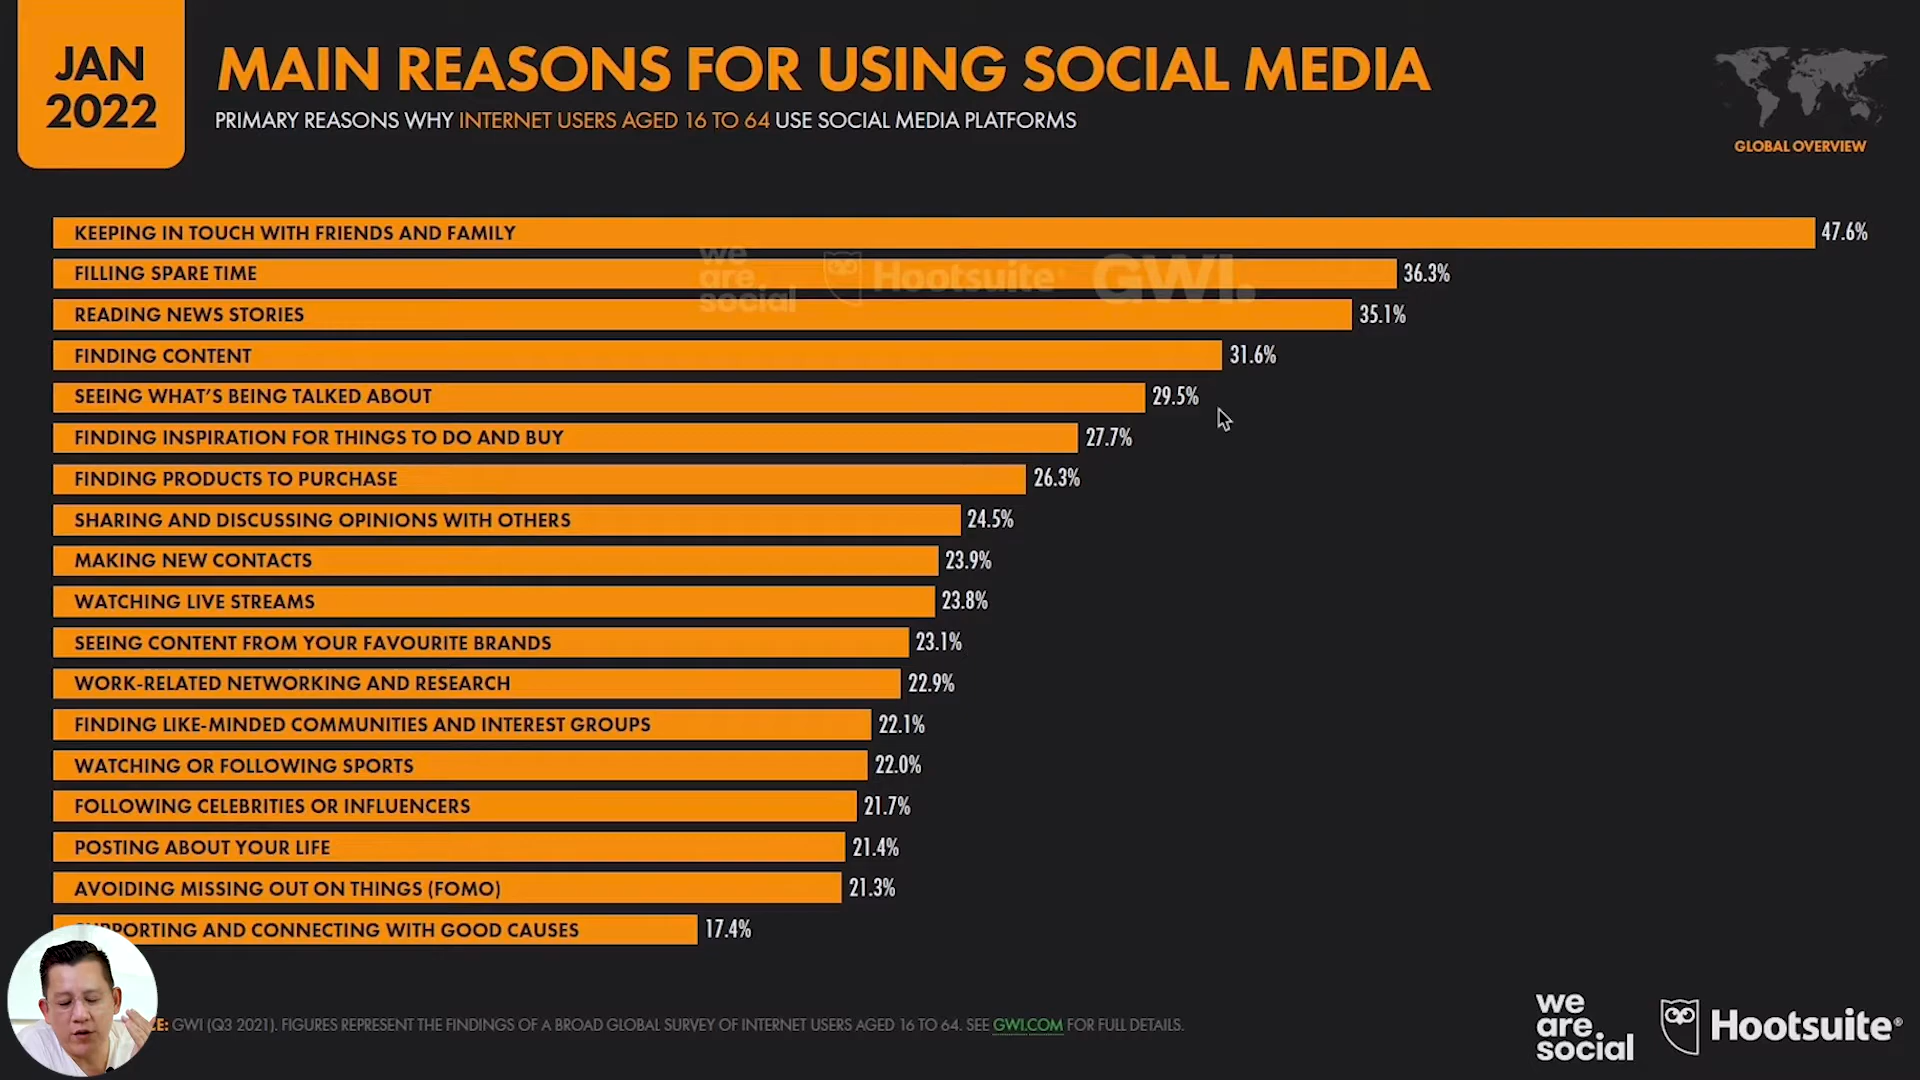 JAN
2022
MAIN REASONS FOR USING SOCIAL MEDIA
PRIMARY REASONS WHY INTERNET USERS AGED 16 TO 64 USE SOCIAL MEDIA PLATFORMS
GLOBAL OVERVIEW
KEEPING IN TOUCH WITH FRIENDS AND FAMILY 47.6%
FILLING SPARE TIME 36.3%
READING NEWS STORIES 35.1%
FINDING CONTENT 31.6%
SEEING WHAT'S BEING TALKED ABOUT 29.5%
FINDING INSPIRATION FOR THINGS TO DO AND BUY 27.7%
FINDING PRODUCTS TO PURCHASE 26.3%
SHARING AND DISCUSSING OPINIONS WITH OTHERS 24.5%
MAKING NEW CONTACTS 23.9%
WATCHING LIVE STREAMS 23.8%
SEEING CONTENT FROM YOUR FAVOURITE BRANDS 23.1%
WORK-RELATED NETWORKING AND RESEARCH 22.9%
FINDING LIKE-MINDED COMMUNITIES AND INTEREST GROUPS 22.1%
WATCHING OR FOLLOWING SPORTS 22.0%
FOLLOWING CELEBRITIES OR INFLUENCERS 21.7%
POSTING ABOUT YOUR LIFE 21.4%
AVOIDING MISSING OUT ON THINGS (FOMO) 21.3%
SUPPORTING AND CONNECTING WITH GOOD CAUSES 17.4%
we
are.
social
Hootsuite®
GWI.
GWI (Q3 2021). FIGURES REPRESENT THE FINDINGS OF A BROAD GLOBAL SURVEY OF INTERNET USERS AGED 16 TO 64. SEE GWI.COM FOR FULL DETAILS.
we
are.
social
Hootsuite®